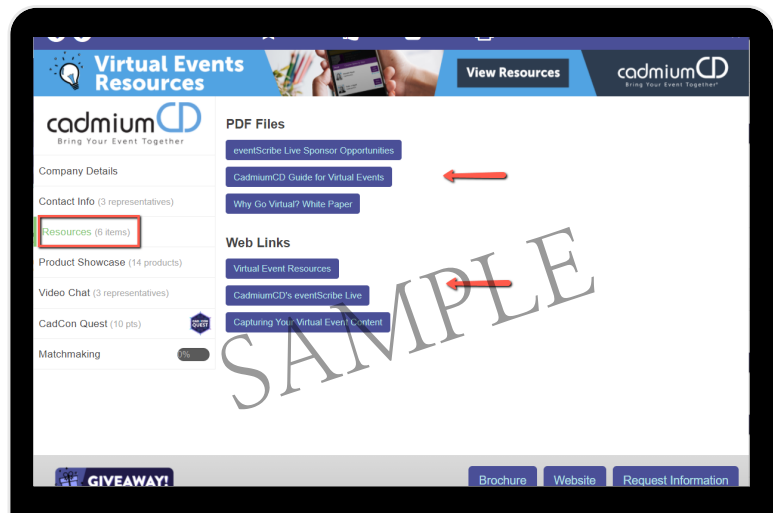 Virtual Events
Resources
View Resources
cadmiumCD
Bring Your Event Together®
cadmiumCD
Bring Your Event Together
Company Details
Contact Info (3 representatives)
Resources (6 items)
Product Showcase (14 products)
Video Chat (3 representatives)
CadCon Quest (10 pts)
QUEST
Matchmaking
0%
PDF Files
eventScribe Live Sponsor Opportunities
CadmiumCD Guide for Virtual Events
Why Go Virtual? White Paper
Web Links
Virtual Event Resources
CadmiumCD's eventScribe Live
Capturing Your Virtual Event Content
SAMPLE
GIVEAWAY!
Brochure
Website
Request Information